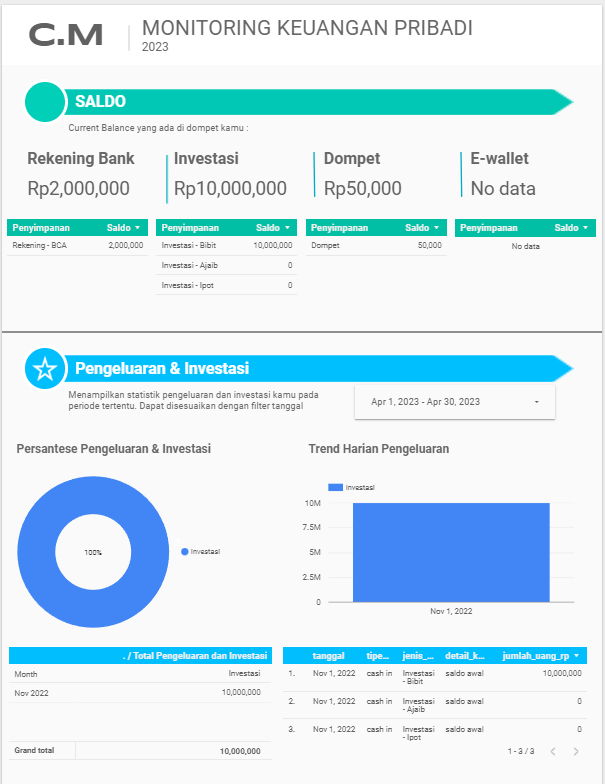 C.M
MONITORING KEUANGAN PRIBADI
2023
SALDO
Current Balance yang ada di dompet kamu :
Rekening Bank
Rp2,000,000
Investasi
Rp10,000,000
Dompet
Rp50,000
E-wallet
No data
Penyimpanan Saldo
Rekening - BCA 2,000,000
Penyimpanan Saldo
Investasi - Bibit 10,000,000
Investasi - Ajaib 0
Investasi - Ipot 0
Penyimpanan Saldo
Dompet 50,000
Penyimpanan Saldo
No data
Pengeluaran & Investasi
Menampilkan statistik pengeluaran dan investasi kamu pada
periode tertentu. Dapat disesuaikan dengan filter tanggal
Apr 1, 2023 - Apr 30, 2023
Persantese Pengeluaran & Investasi
100%
Investasi
Trend Harian Pengeluaran
Investasi
10M
7.5M
5M
2.5M
0
Nov 1, 2022
. / Total Pengeluaran dan Investasi
Month Investasi
Nov 2022 10,000,000
Grand total 10,000,000
tanggal tipe... jenis_... detail_k... jumlah_uang_rp
1. Nov 1, 2022 cash in Investasi - Bibit saldo awal 10,000,000
2. Nov 1, 2022 cash in Investasi - Ajaib saldo awal 0
3. Nov 1, 2022 cash in Investasi - Ipot saldo awal 0
1 - 3 / 3